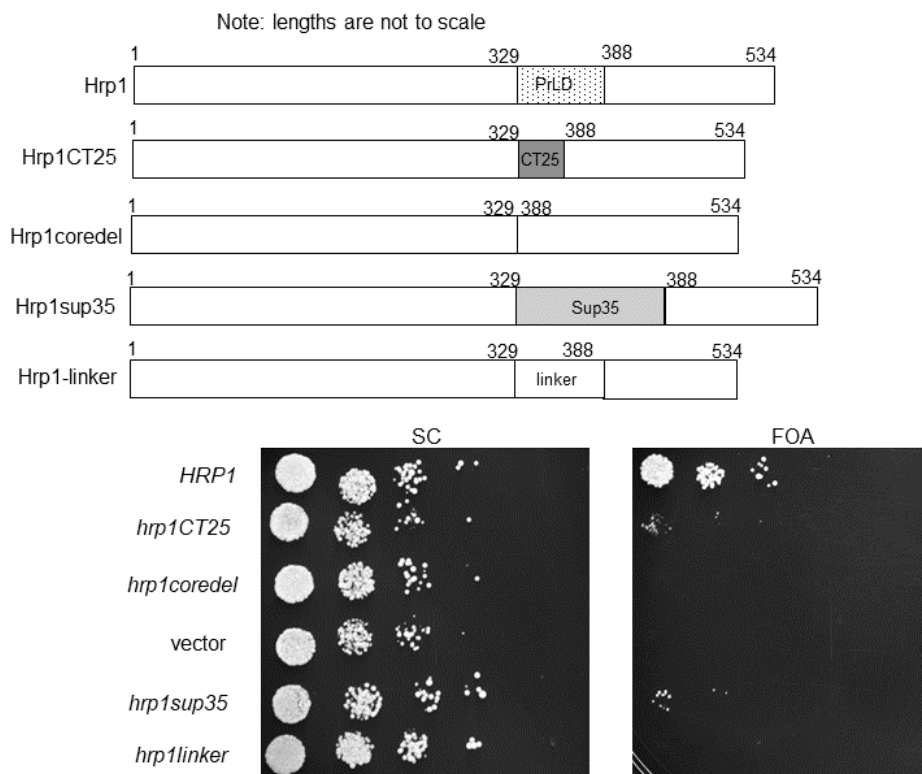 Note: lengths are not to scale
1 329 388 534
Hrp1 PrLD
1 329 388 534
Hrp1CT25 CT25
1 329 388 534
Hrp1coredel
1 329 388 534
Hrp1sup35 Sup35
1 329 388 534
Hrp1-linker linker
SC FOA
HRP1
hrp1CT25
hrp1coredel
vector
hrp1sup35
hrp1linker